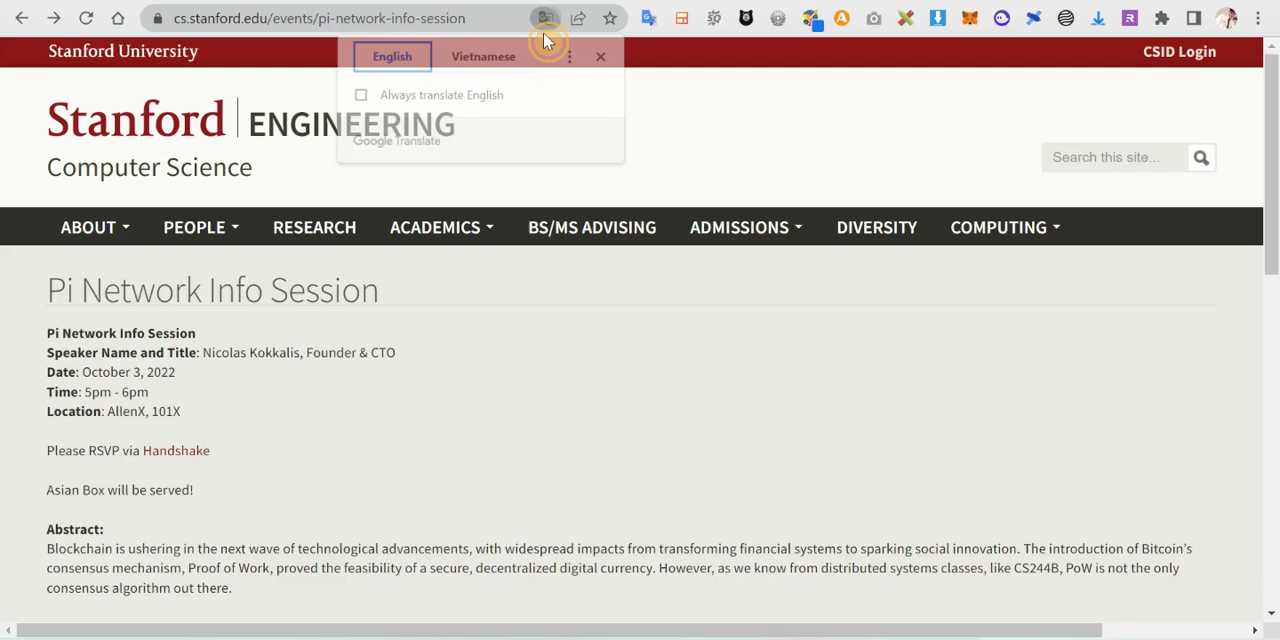 cs.stanford.edu/events/pi-network-info-session
Stanford University
CSID Login
English
Vietnamese
Always translate English
Google Translate
Stanford ENGINEERING
Computer Science
Search this site...
ABOUT PEOPLE RESEARCH ACADEMICS BS/MS ADVISING ADMISSIONS DIVERSITY COMPUTING
Pi Network Info Session
Pi Network Info Session
Speaker Name and Title: Nicolas Kokkalis, Founder & CTO
Date: October 3, 2022
Time: 5pm - 6pm
Location: AllenX, 101X
Please RSVP via Handshake
Asian Box will be served!
Abstract:
Blockchain is ushering in the next wave of technological advancements, with widespread impacts from transforming financial systems to sparking social innovation. The introduction of Bitcoin's
consensus mechanism, Proof of Work, proved the feasibility of a secure, decentralized digital currency. However, as we know from distributed systems classes, like CS244B, PoW is not the only
consensus algorithm out there.